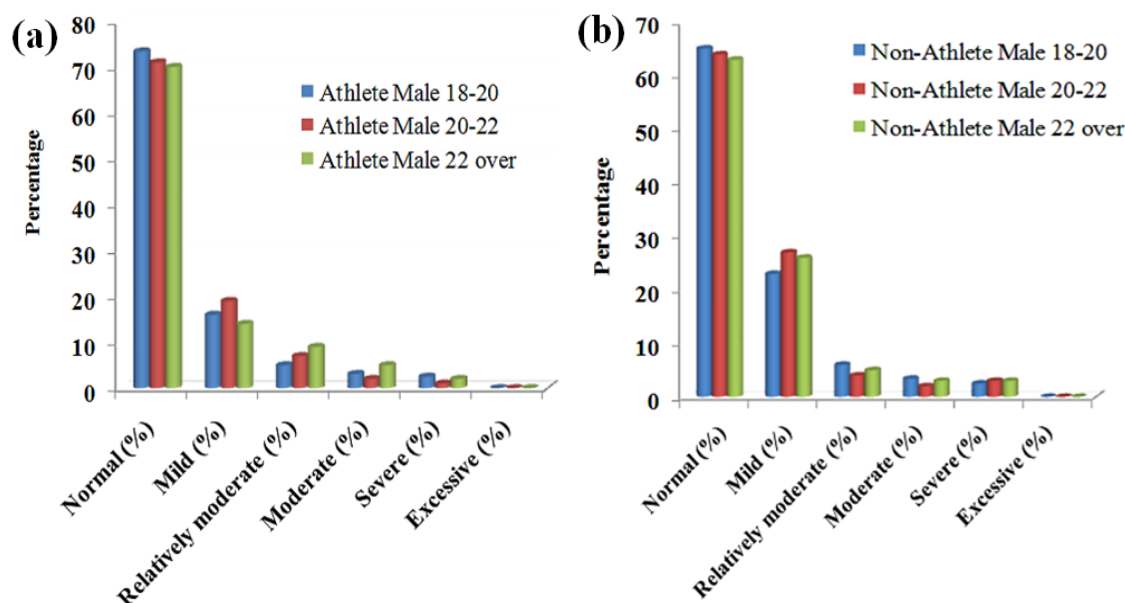 (a)
80
70
60
50
40
30
20
10
0
Percentage
Athlete Male 18-20
Athlete Male 20-22
Athlete Male 22 over
Normal (%)
Mild (%)
Relatively moderate (%)
Moderate (%)
Severe (%)
Excessive (%)
(b)
70
60
50
40
30
20
10
0
Percentage
Non-Athlete Male 18-20
Non-Athlete Male 20-22
Non-Athlete Male 22 over
Normal (%)
Mild (%)
Relatively moderate (%)
Moderate (%)
Severe (%)
Excessive (%)